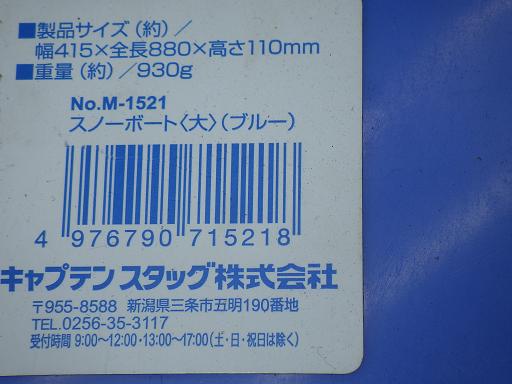 ■製品サイズ(約)/
幅415×全長880×高さ110mm
■重量(約)/930g
No.M-1521
スノーボート〈大〉(ブルー)
4 976790 715218
キャプテンスタッグ株式会社
〒955-8588 新潟県三条市五明190番地
TEL.0256-35-3117
受付時間 9:00〜12:00・13:00〜17:00(土・日・祝日は除く)